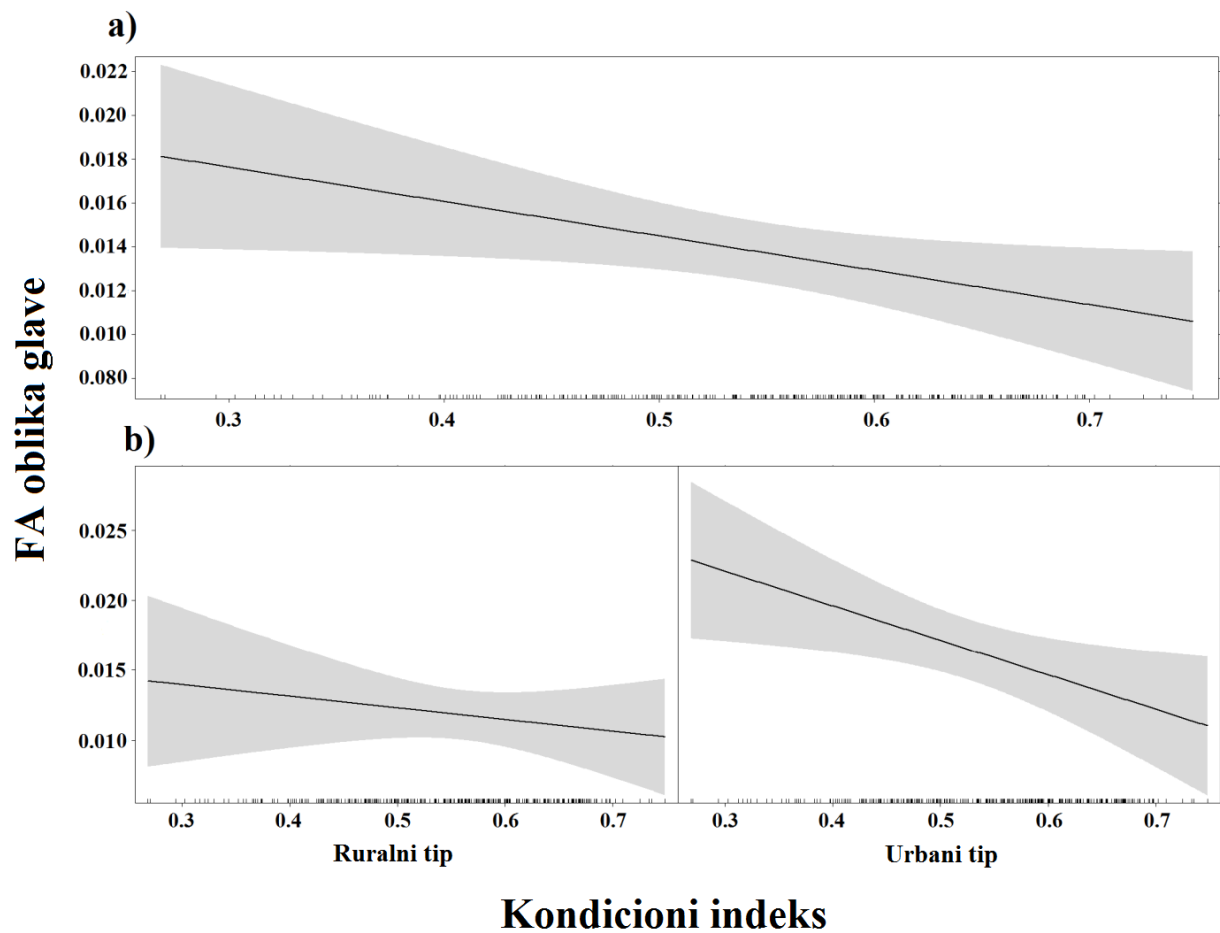 a)
0.022
0.020
0.018
0.016
0.014
0.012
0.010
0.080
0.3 0.4 0.5 0.6 0.7
FA oblika glave
b)
0.025
0.020
0.015
0.010
0.3 0.4 0.5 0.6 0.7 0.3 0.4 0.5 0.6 0.7
Ruralni tip Urbani tip
Kondicioni indeks